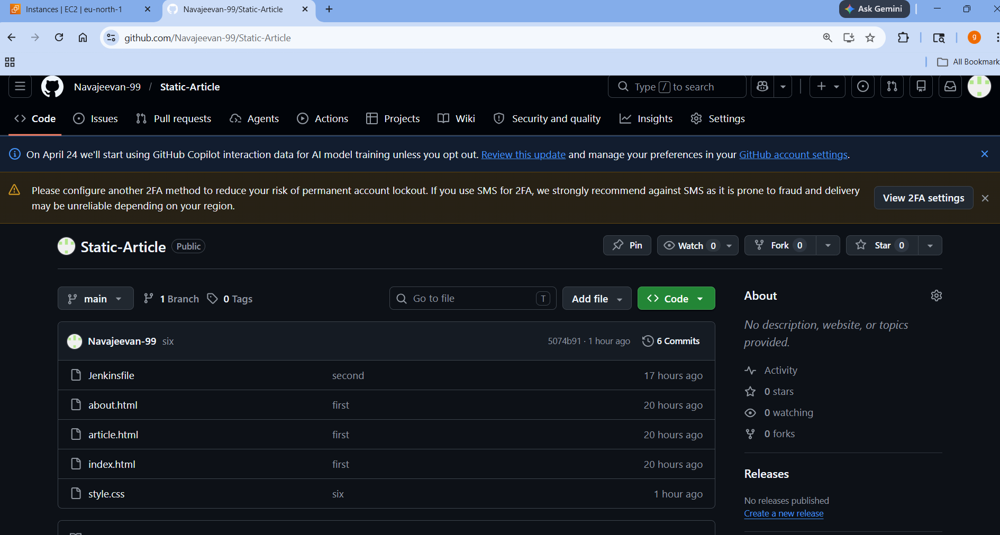 Instances | EC2 | eu-north-1
Navajeevan-99/Static-Article
Ask Gemini
github.com/Navajeevan-99/Static-Article
g
All Bookmark
Navajeevan-99 / Static-Article
Type / to search
Code
Issues
Pull requests
Agents
Actions
Projects
Wiki
Security and quality
Insights
Settings
On April 24 we'll start using GitHub Copilot interaction data for AI model training unless you opt out. Review this update and manage your preferences in your GitHub account settings.
Please configure another 2FA method to reduce your risk of permanent account lockout. If you use SMS for 2FA, we strongly recommend against SMS as it is prone to fraud and delivery
may be unreliable depending on your region.
View 2FA settings
Static-Article
Public
Pin
Watch 0
Fork 0
Star 0
main
1 Branch
0 Tags
Go to file
T
Add file
Code
Navajeevan-99 six
5074b91 · 1 hour ago
6 Commits
Jenkinsfile second 17 hours ago
about.html first 20 hours ago
article.html first 20 hours ago
index.html first 20 hours ago
style.css six 1 hour ago
About
No description, website, or topics
provided.
Activity
0 stars
0 watching
0 forks
Releases
No releases published
Create a new release